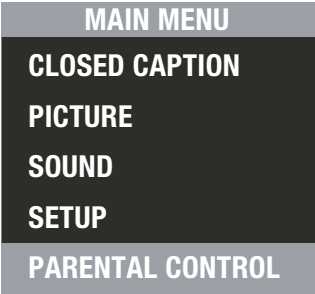 MAIN MENU
CLOSED CAPTION
PICTURE
SOUND
SETUP
PARENTAL CONTROL